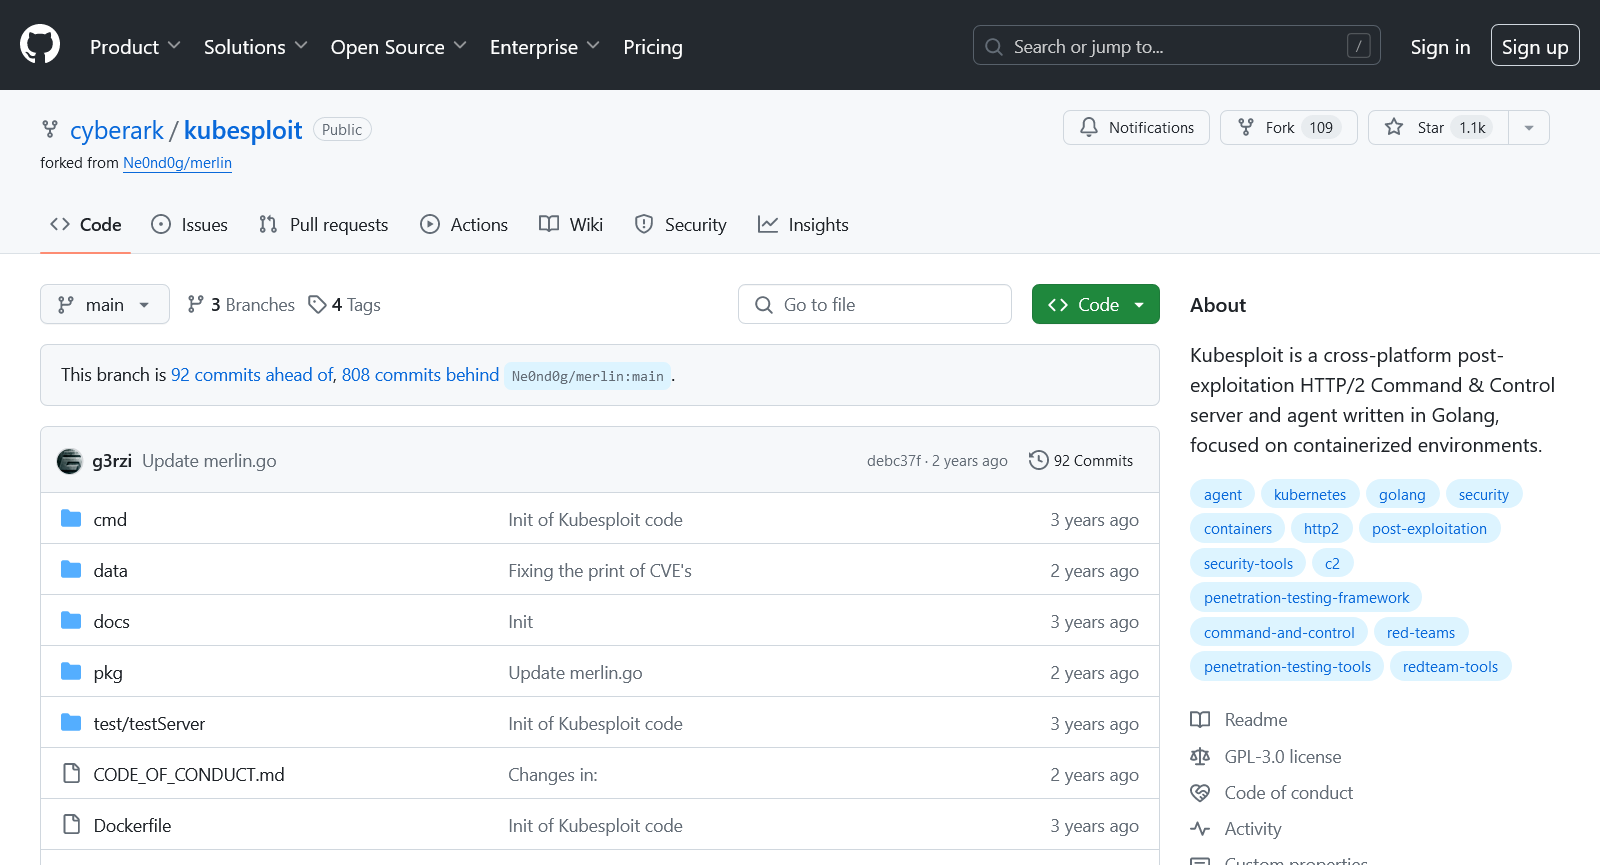 Product Solutions Open Source Enterprise Pricing Search or jump to... / Sign in Sign up
cyberark / kubesploit Public Notifications Fork 109 Star 1.1k
forked from Ne0nd0g/merlin
Code Issues Pull requests Actions Wiki Security Insights
main 3 Branches 4 Tags Go to file Code
This branch is 92 commits ahead of, 808 commits behind Ne0nd0g/merlin:main.
g3rzi Update merlin.go debc37f · 2 years ago 92 Commits
cmd Init of Kubesploit code 3 years ago
data Fixing the print of CVE's 2 years ago
docs Init 3 years ago
pkg Update merlin.go 2 years ago
test/testServer Init of Kubesploit code 3 years ago
CODE_OF_CONDUCT.md Changes in: 2 years ago
Dockerfile Init of Kubesploit code 3 years ago
About
Kubesploit is a cross-platform post-
exploitation HTTP/2 Command & Control
server and agent written in Golang,
focused on containerized environments.
agent kubernetes golang security
containers http2 post-exploitation
security-tools c2
penetration-testing-framework
command-and-control red-teams
penetration-testing-tools redteam-tools
Readme
GPL-3.0 license
Code of conduct
Activity
Custom properties